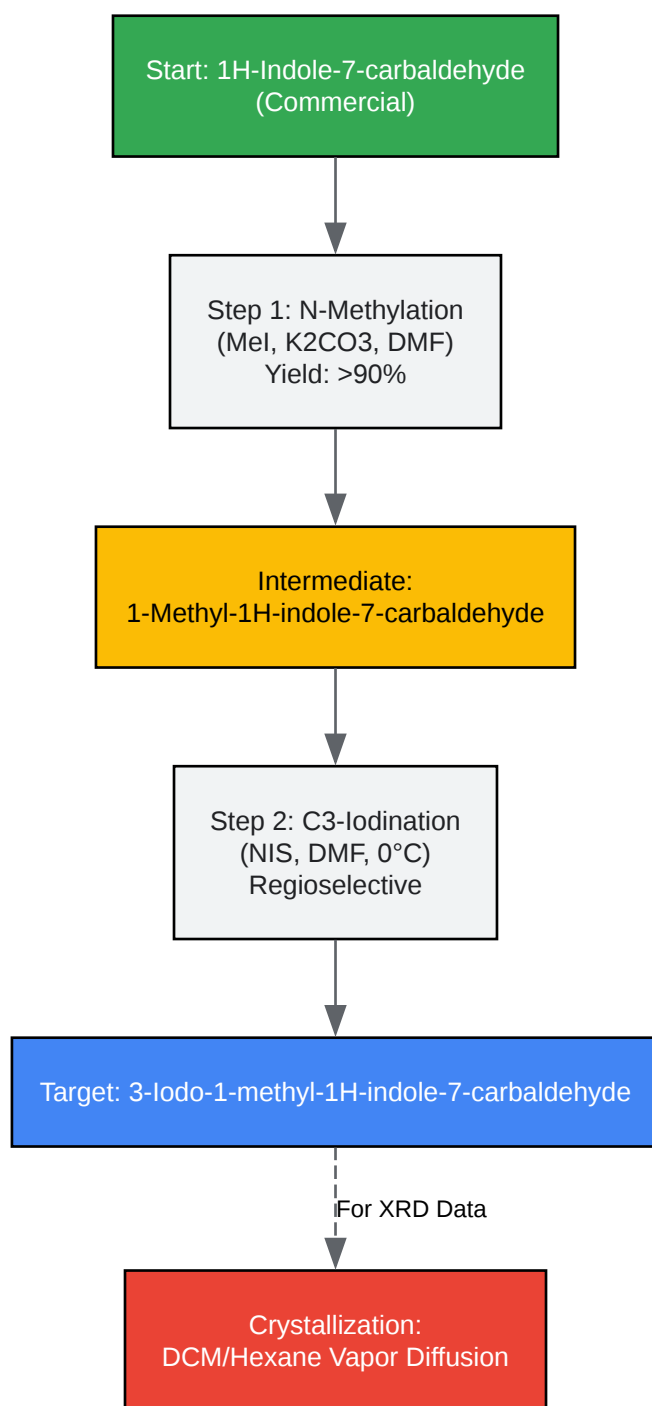 Start: 1H-Indole-7-carbaldehyde
(Commercial)
Step 1: N-Methylation
(MeI, K2CO3, DMF)
Yield: >90%
Intermediate:
1-Methyl-1H-indole-7-carbaldehyde
Step 2: C3-Iodination
(NIS, DMF, 0°C)
Regioselective
Target: 3-Iodo-1-methyl-1H-indole-7-carbaldehyde
For XRD Data
Crystallization:
DCM/Hexane Vapor Diffusion